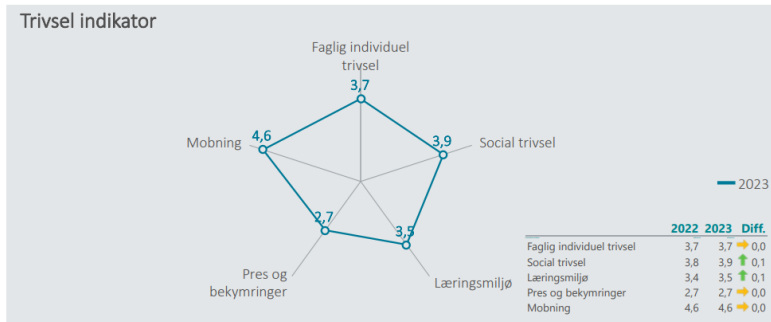 Trivsel indikator
Faglig individuel
trivsel
3,7
4,6
3,9
Mobning
Social trivsel
2023
2,7
3,5
Pres og
bekymringer
Læringsmiljø
2022 2023 Diff.
Faglig individuel trivsel 3,7 3,7 0,0
Social trivsel 3,8 3,9 0,1
Læringsmiljø 3,4 3,5 0,1
Pres og bekymringer 2,7 2,7 0,0
Mobning 4,6 4,6 0,0